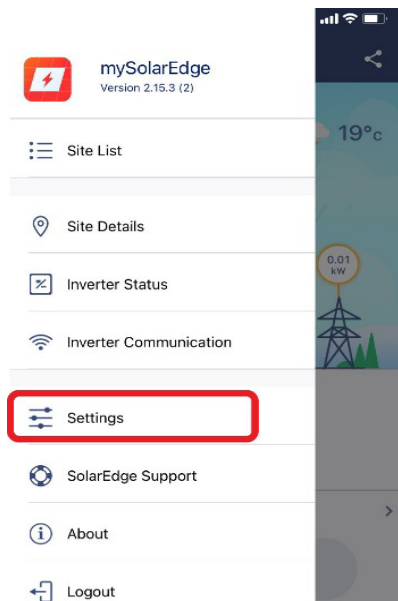 mySolarEdge
Version 2.15.3 (2)
Site List
19°c
Site Details
0.01
kW
Inverter Status
Inverter Communication
Settings
SolarEdge Support
About
Logout